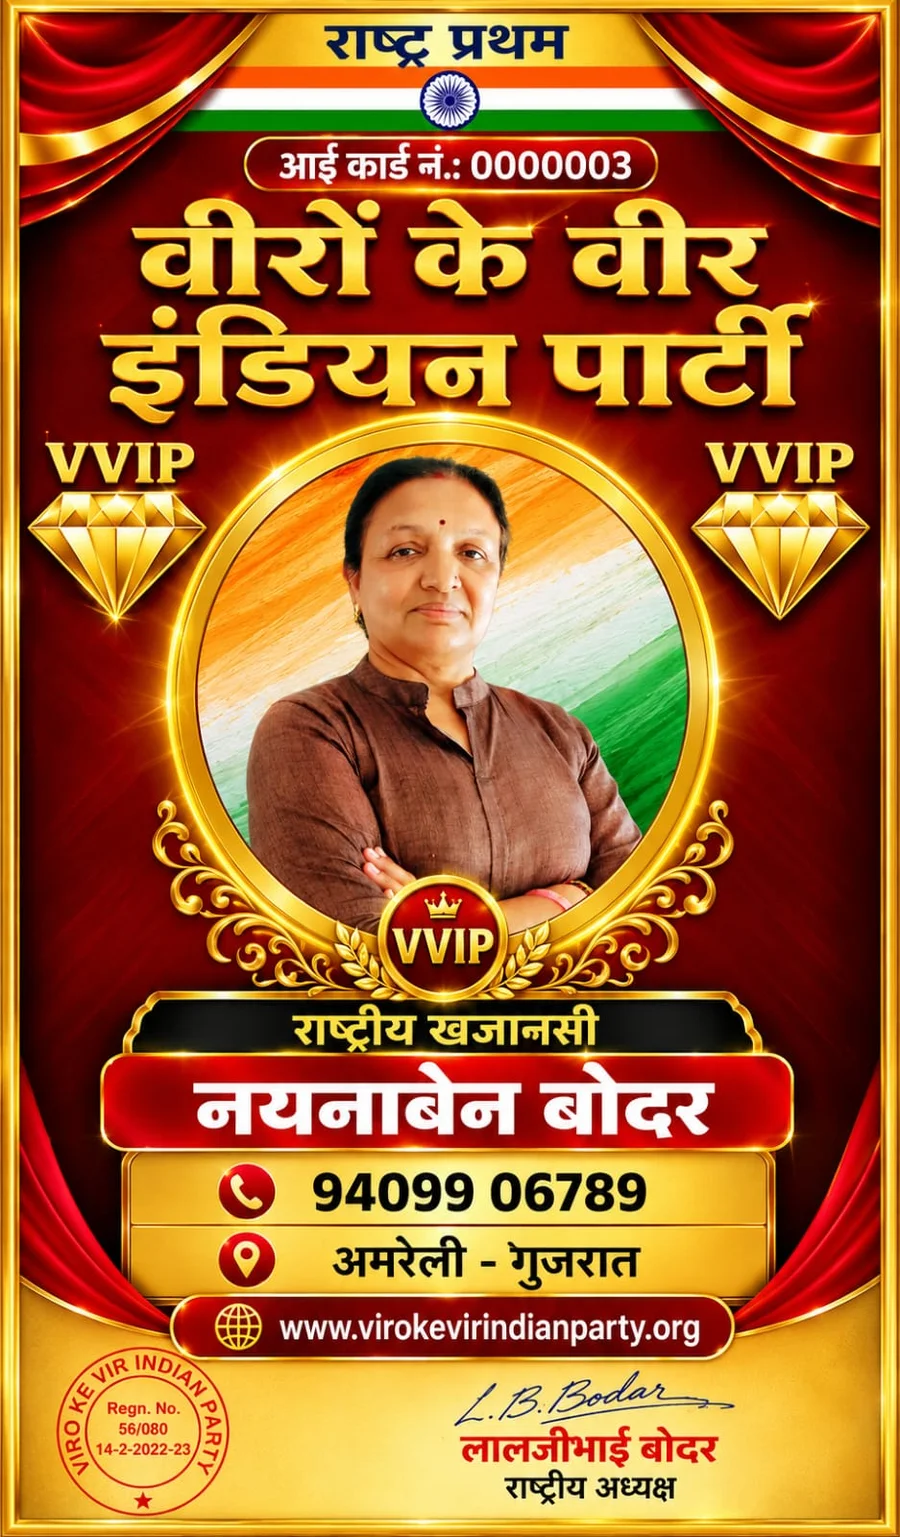 राष्ट्र प्रथम
आई कार्ड नं.: 0000003
वीरों के वीर
इंडियन पार्टी
VVIP
VVIP
VVIP
राष्ट्रीय खजानसी
नयनाबेन बोदर
94099 06789
अमरेली - गुजरात
www.virokevirindianparty.org
VIRO KE VIR INDIAN PARTY
Regn. No.
56/080
14-2-2022-23
L.B.Bodar
लालजीभाई बोदर
राष्ट्रीय अध्यक्ष